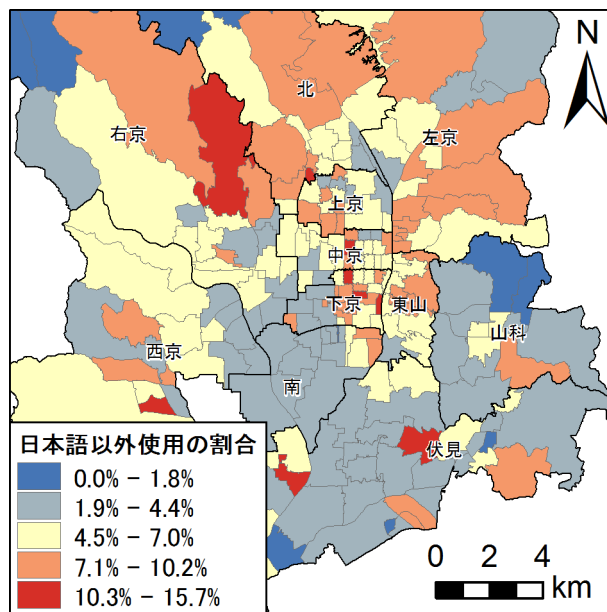 N
北
右京
左京
上京
中京
下京
東山
山科
西京
南
伏見
日本語以外使用の割合
0.0% - 1.8%
1.9% - 4.4%
4.5% - 7.0%
7.1% - 10.2%
10.3% - 15.7%
0 2 4
km